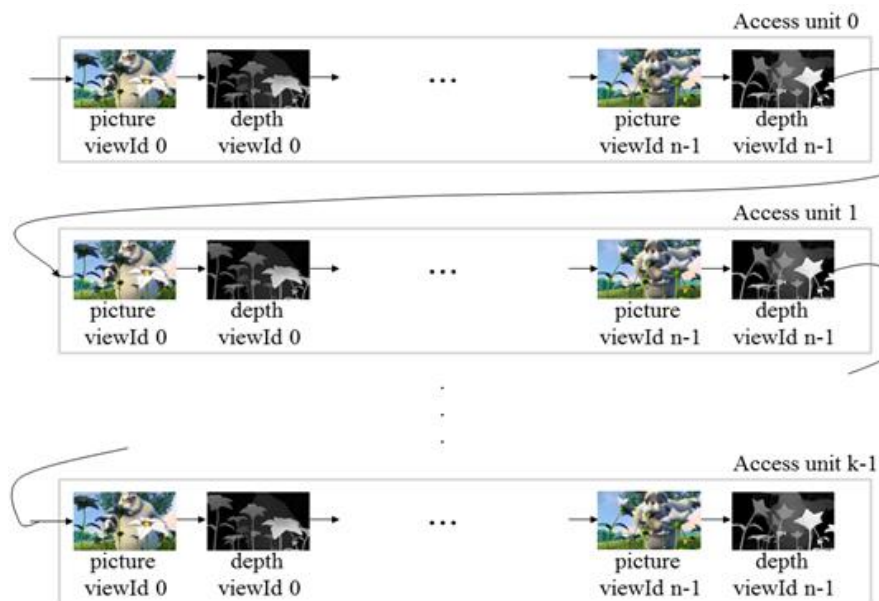 Access unit 0
picture depth ... picture depth
viewId 0 viewId 0 viewId n-1 viewId n-1
Access unit 1
picture depth ... picture depth
viewId 0 viewId 0 viewId n-1 viewId n-1
Access unit k-1
picture depth ... picture depth
viewId 0 viewId 0 viewId n-1 viewId n-1